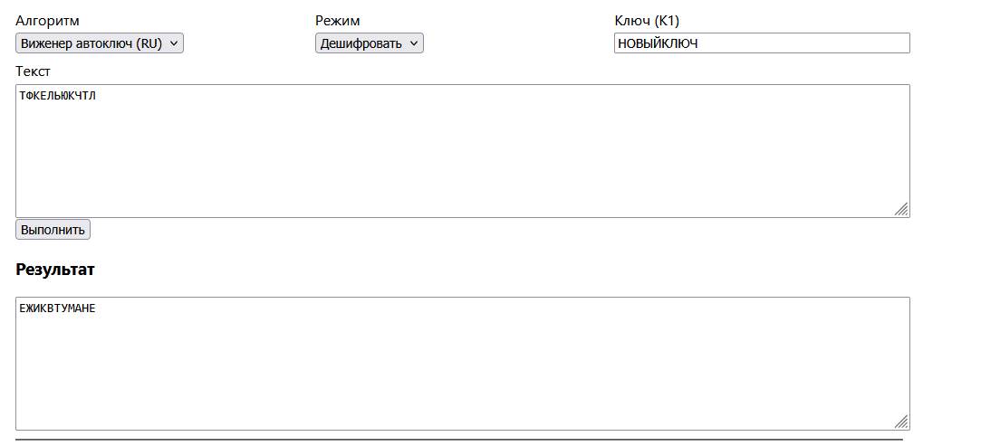 Алгоритм
Режим
Ключ (K1)
Виженер автоключ (RU)
Дешифровать
НОВЫЙКЛЮЧ
Текст
ТФКЕЛЬЮКЧТЛ
Выполнить
Результат
ЕЖИКВТУМАНЕ